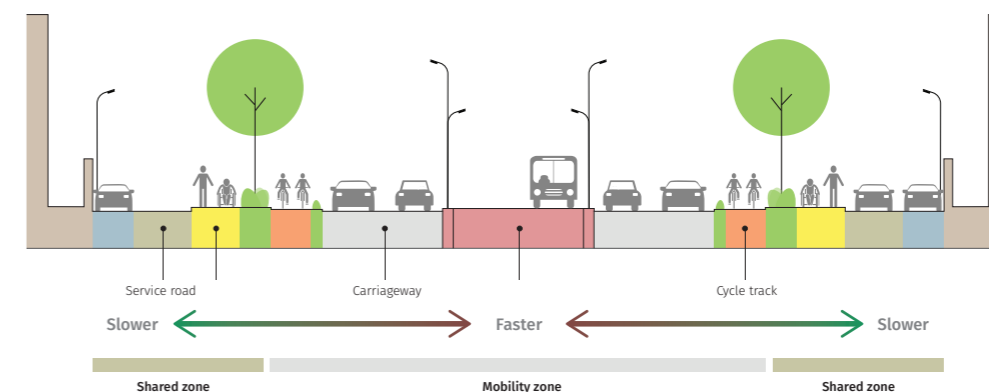 Service road
Carriageway
Cycle track
Slower
Faster
Slower
Shared zone
Mobility zone
Shared zone